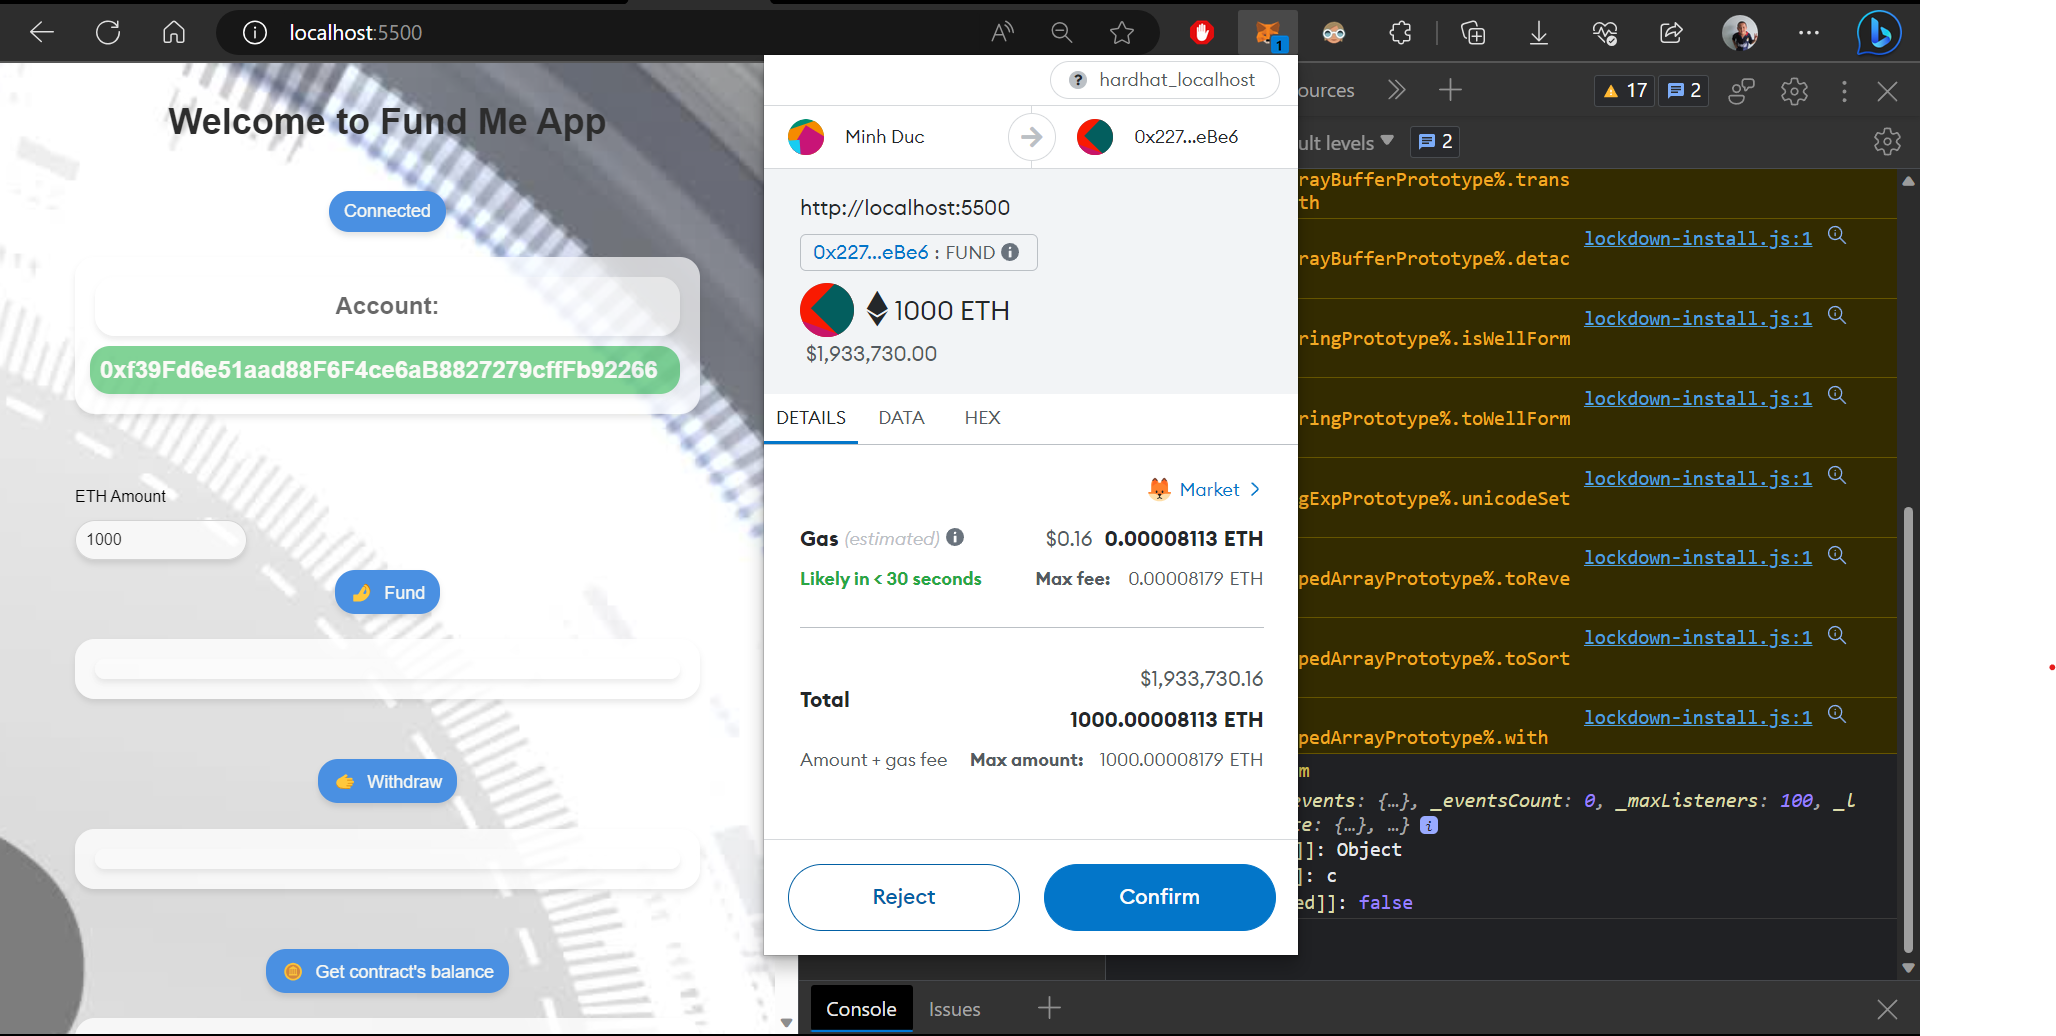 localhost:5500
Welcome to Fund Me App
Connected
Account:
0xf39Fd6e51aad88F6F4ce6aB8827279cffFb92266
ETH Amount
1000
Fund
Withdraw
Get contract's balance
1
? hardhat_localhost
Minh Duc
0x227...eBe6
http://localhost:5500
0x227...eBe6 : FUND
1000 ETH
$1,933,730.00
DETAILS DATA HEX
Market >
Gas (estimated) $0.16 0.00008113 ETH
Likely in < 30 seconds Max fee: 0.00008179 ETH
$1,933,730.16
Total
1000.00008113 ETH
Amount + gas fee Max amount: 1000.00008179 ETH
Reject Confirm
ources 17 2
ult levels 2
rayBufferPrototype%.trans
th
lockdown-install.js:1
rayBufferPrototype%.detac
lockdown-install.js:1
ringPrototype%.isWellForm
lockdown-install.js:1
ringPrototype%.toWellForm
lockdown-install.js:1
gExpPrototype%.unicodeSet
lockdown-install.js:1
pedArrayPrototype%.toReve
lockdown-install.js:1
pedArrayPrototype%.toSort
lockdown-install.js:1
pedArrayPrototype%.with
m
events: {…}, _eventsCount: 0, _maxListeners: 100, _l
te: {…}, …}
]]: Object
]: c
ed]]: false
Console Issues